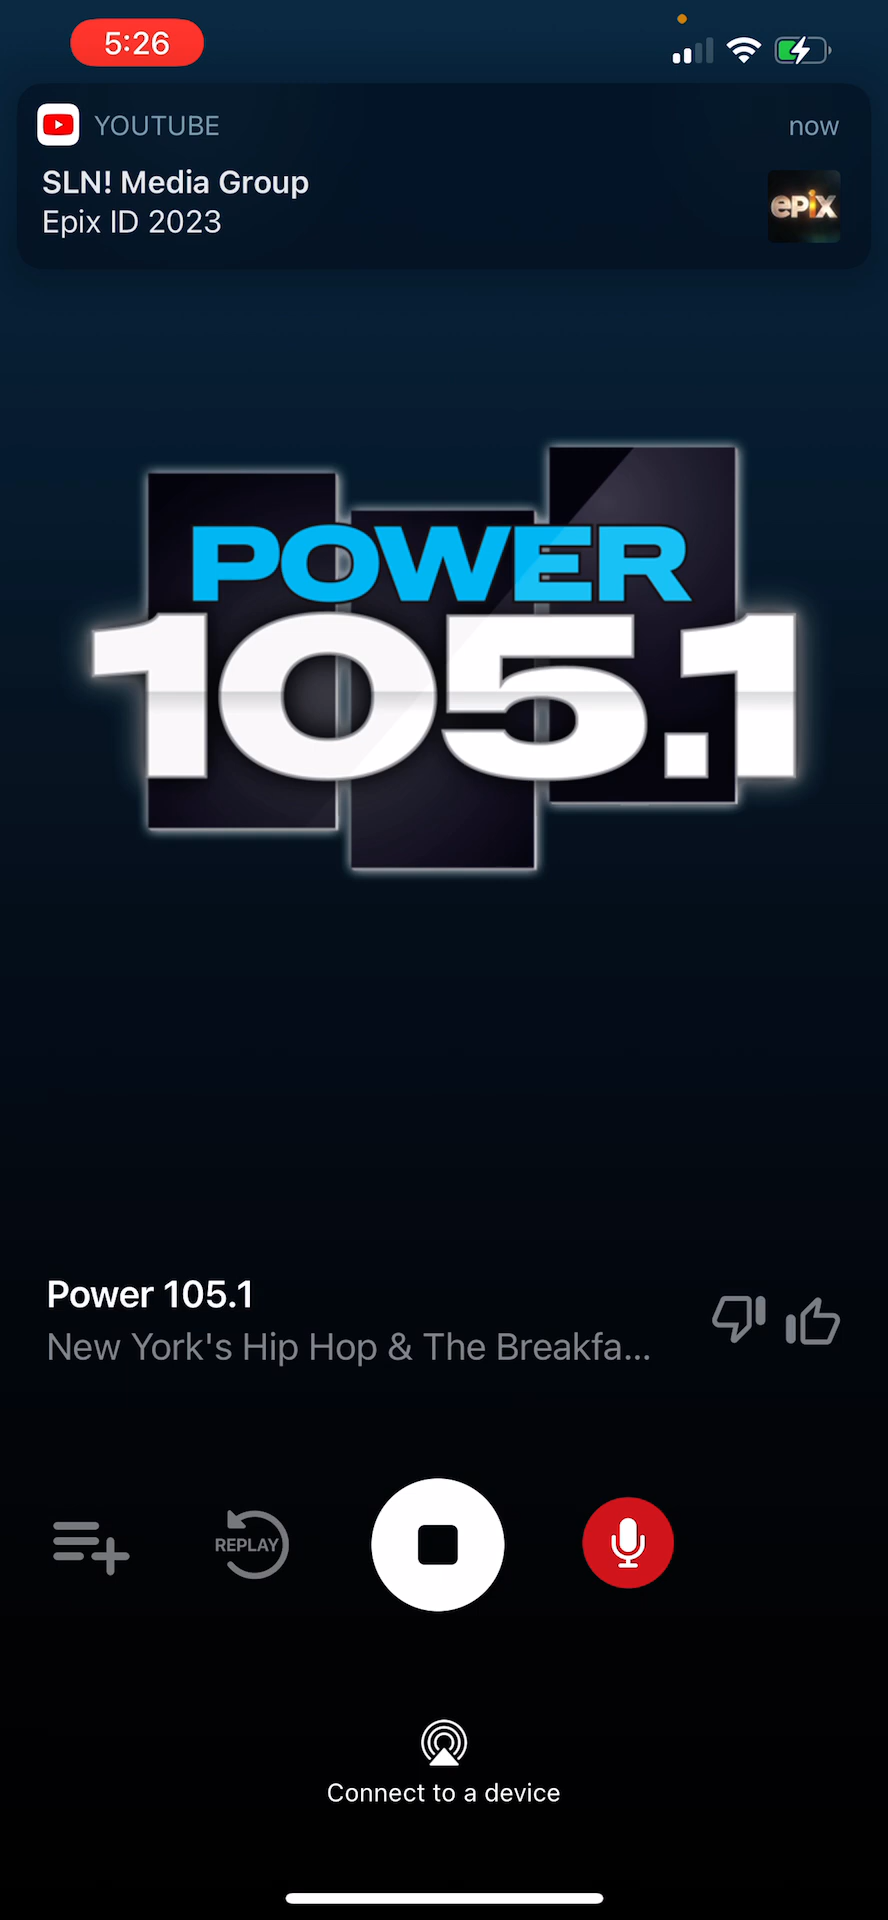 5:26
YOUTUBE
now
SLN! Media Group
Epix ID 2023
epix
POWER
105.1
Power 105.1
New York's Hip Hop & The Breakfa...
REPLAY
Connect to a device